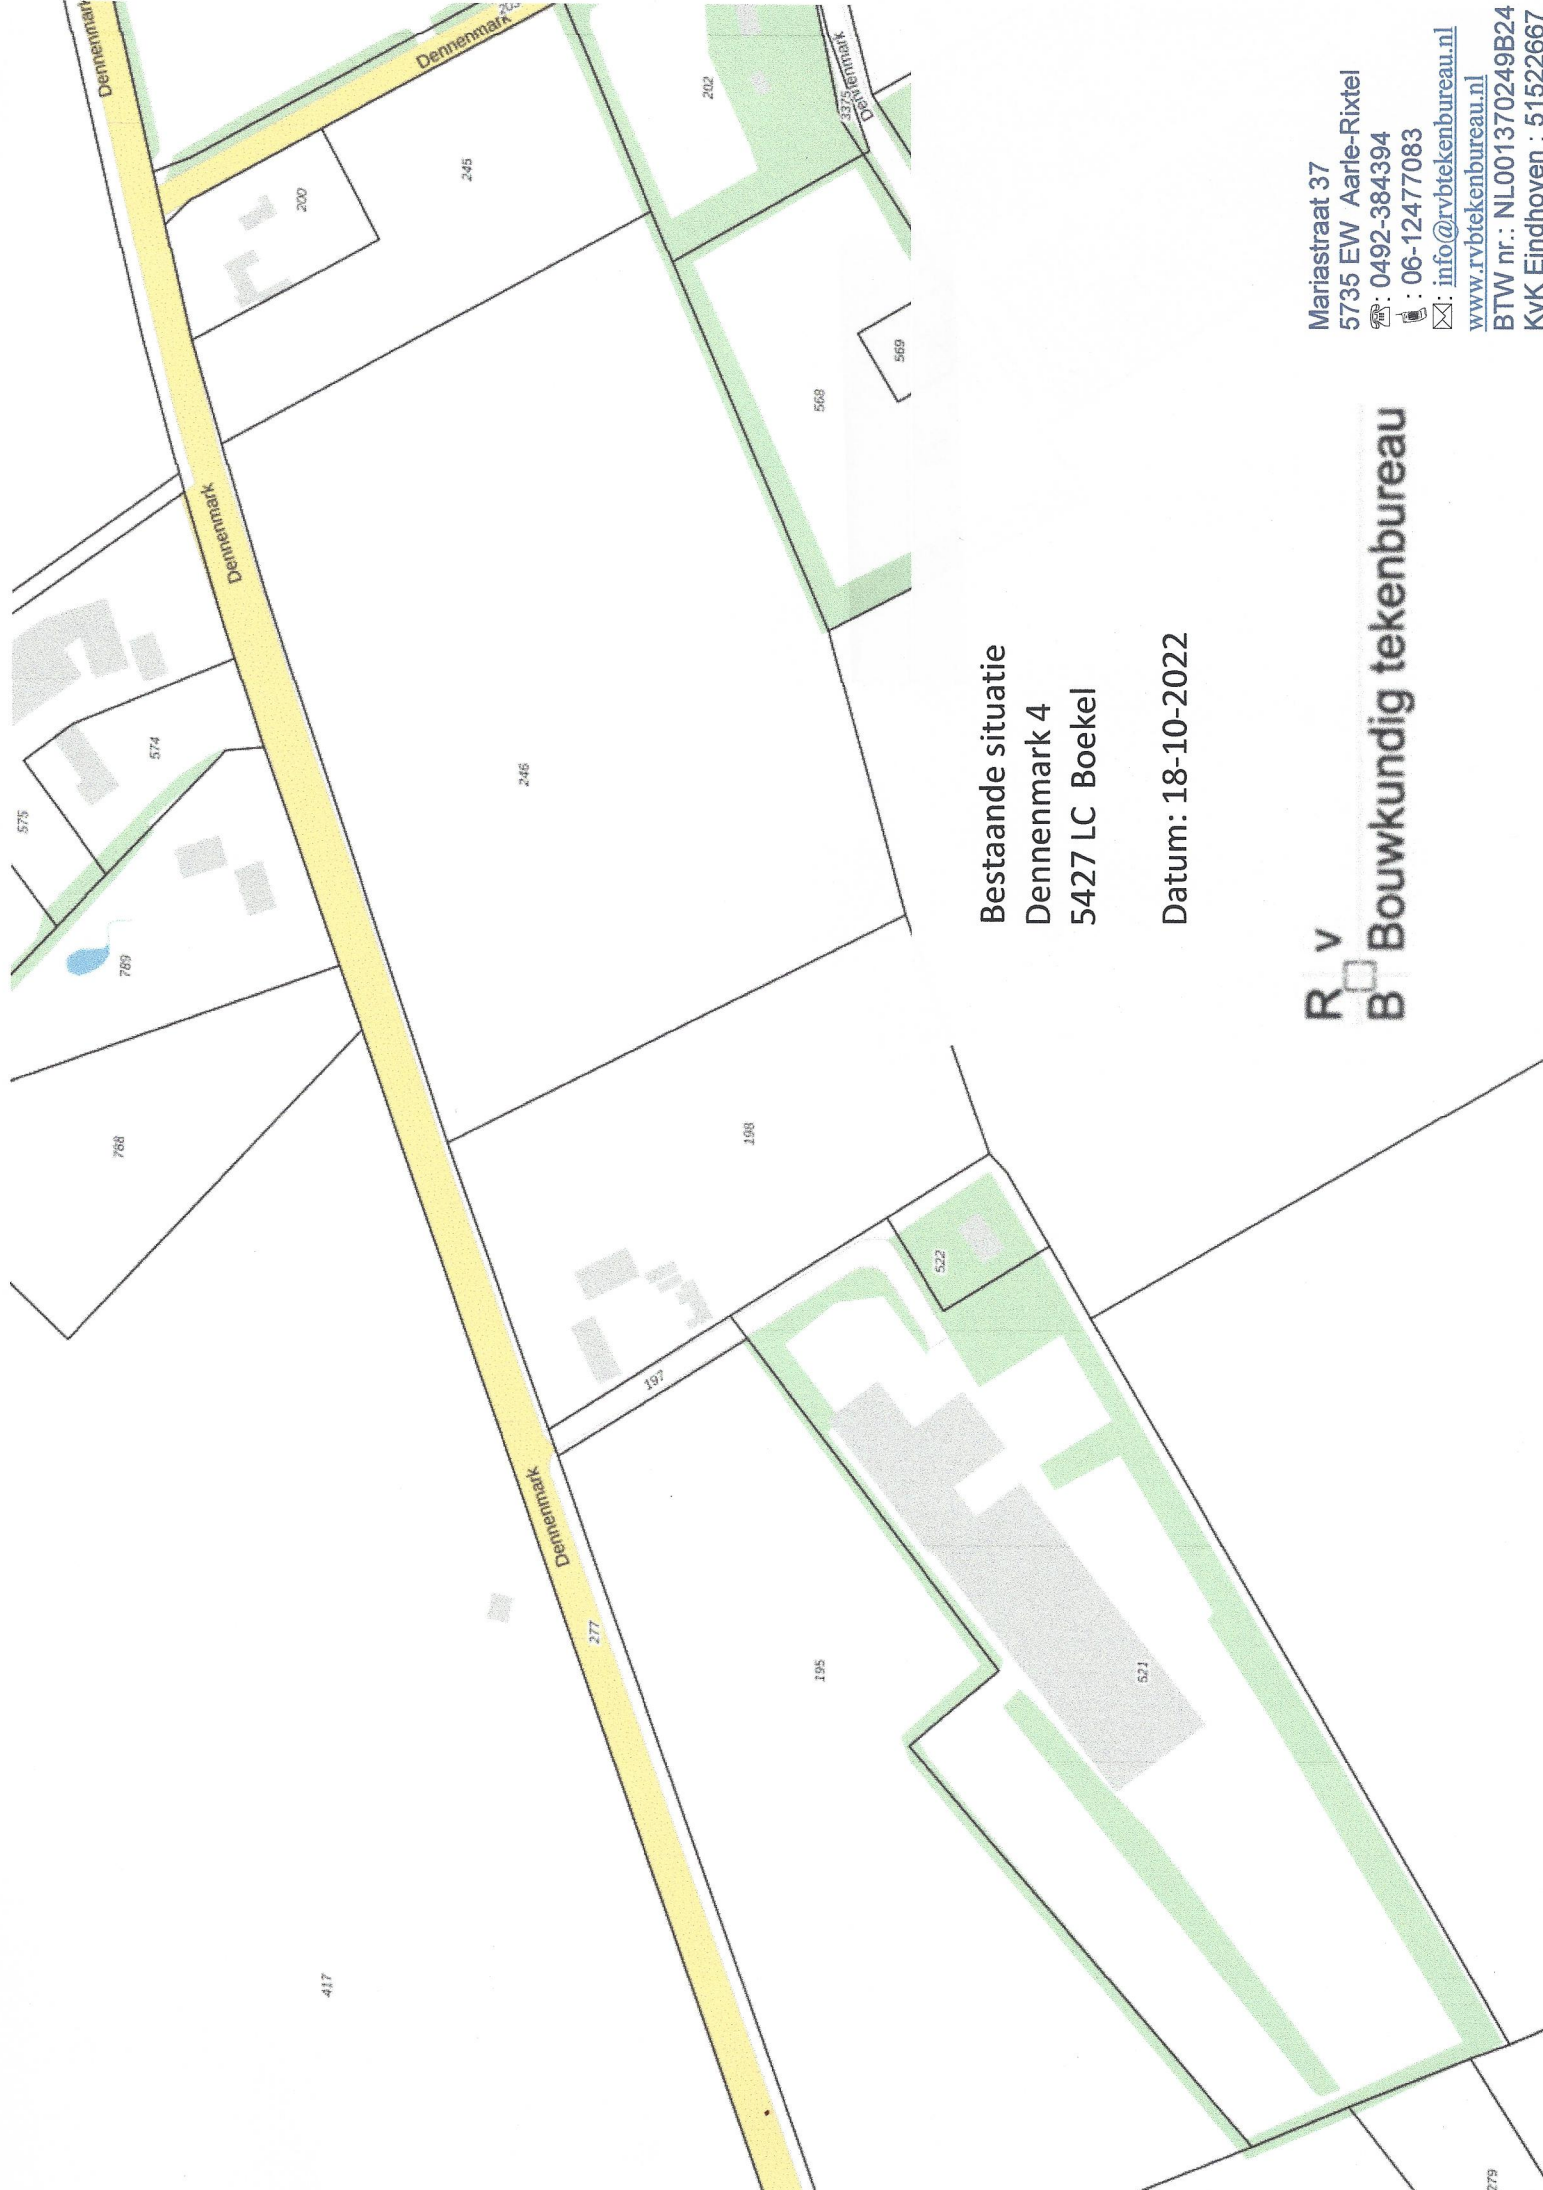 Dennenmark
Dennenmark
Dennenmark
Dennenmark
Dennenmark
3375
202
200
245
569
568
574
575
246
789
788
198
522
197
277
195
521
417
279
Bestaande situatie
Dennenmark 4
5427 LC Boekel
Datum: 18-10-2022
R v
B Bouwkundig tekenbureau
Mariastraat 37
5735 EW Aarle-Rixtel
: 0492-384394
: 06-12477083
: info@rvbtekenbureau.nl
www.rvbtekenbureau.nl
BTW nr.: NL001370249B24
KvK Eindhoven : 51522667